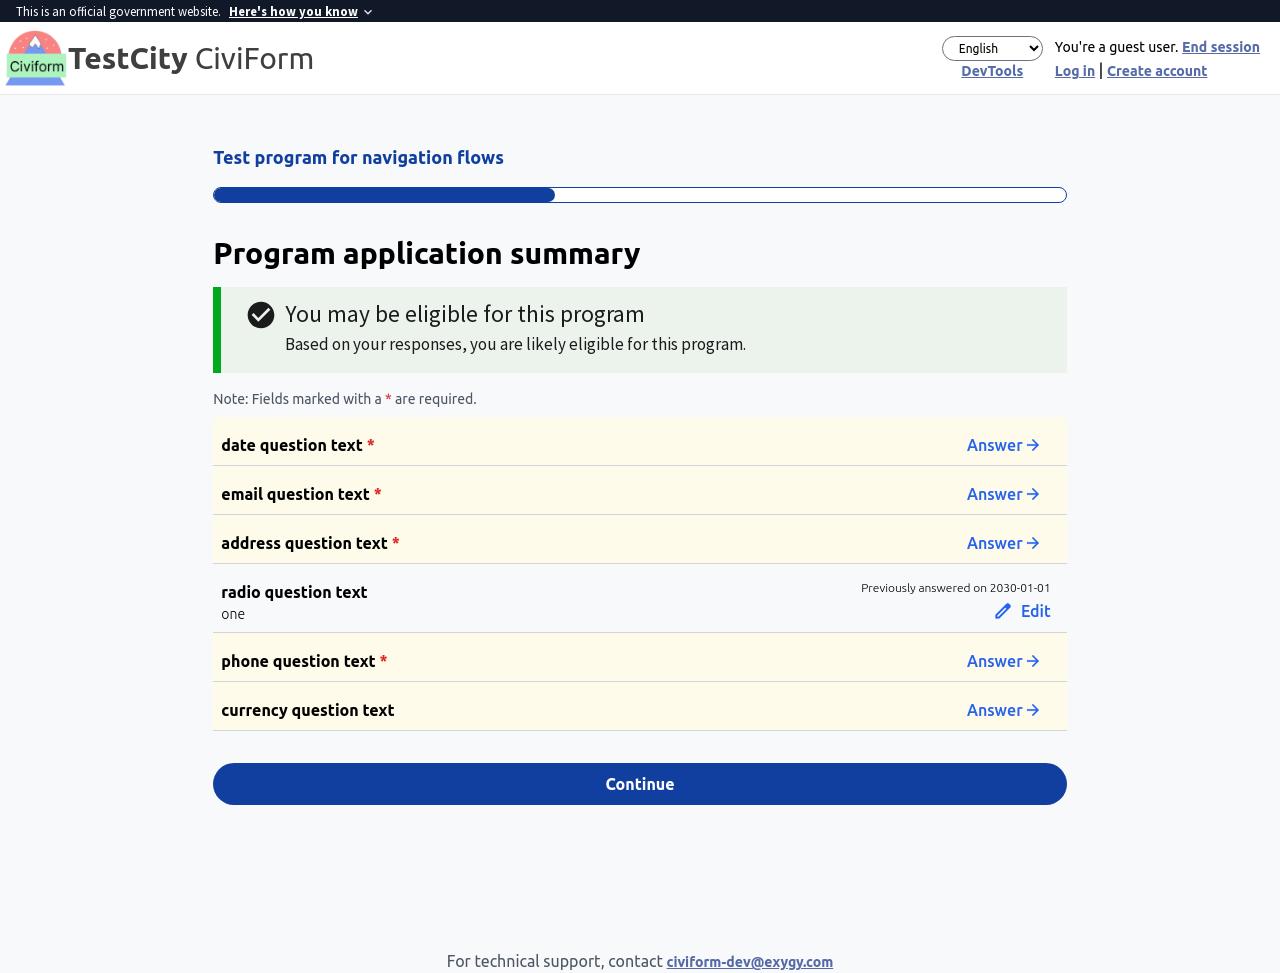 This is an official government website. Here's how you know
Civiform
TestCity CiviForm
English
You're a guest user. End session
DevTools
Log in | Create account
Test program for navigation flows
Program application summary
You may be eligible for this program
Based on your responses, you are likely eligible for this program.
Note: Fields marked with a * are required.
date question text *
Answer
email question text *
Answer
address question text *
Answer
radio question text
Previously answered on 2030-01-01
one
Edit
phone question text *
Answer
currency question text
Answer
Continue
For technical support, contact civiform-dev@exygy.com